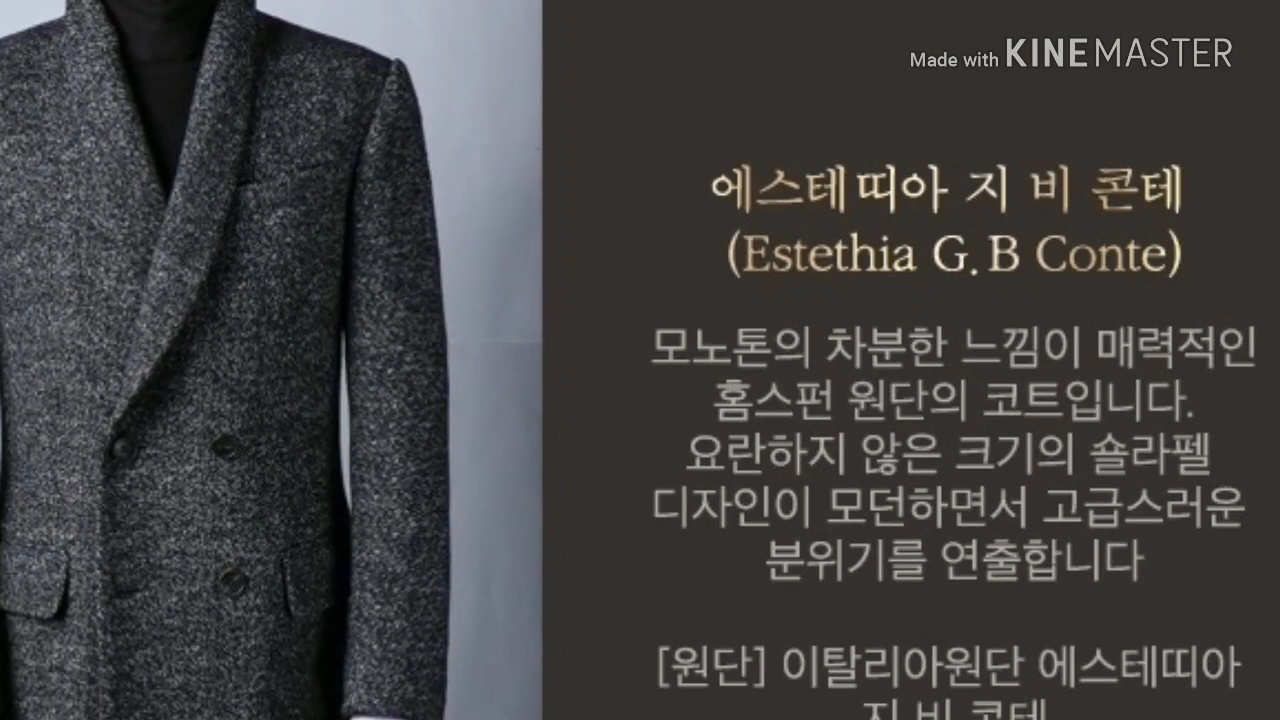 Made with KINEMASTER
에스테띠아 지 비 콘테
(Estethia G.B Conte)
모노톤의 차분한 느낌이 매력적인
홈스펀 원단의 코트입니다.
요란하지 않은 크기의 숄라펠
디자인이 모던하면서 고급스러운
분위기를 연출합니다
[원단] 이탈리아원단 에스테띠아
지 비 콘테